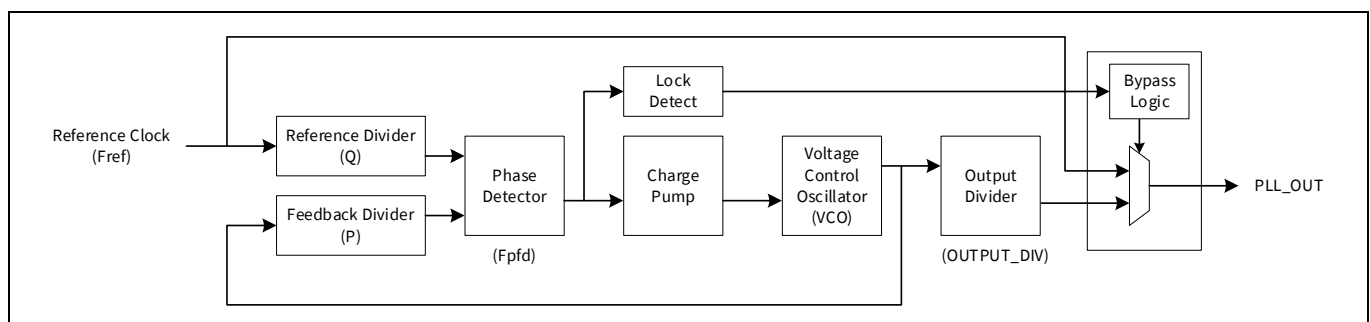 Reference Clock
(Fref)
Reference Divider
(Q)
Feedback Divider
(P)
Phase
Detector
(Fpfd)
Lock
Detect
Charge
Pump
Voltage
Control
Oscillator
(VCO)
Output
Divider
(OUTPUT_DIV)
Bypass
Logic
PLL_OUT